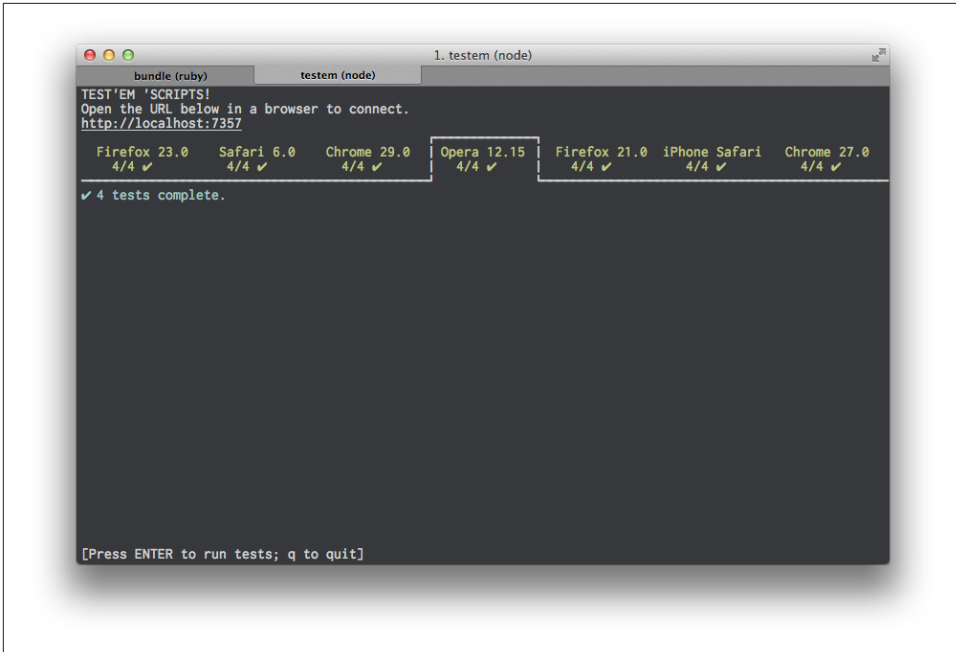 1. testem (node)
bundle (ruby) testem (node)
TEST'EM 'SCRIPTS!
Open the URL below in a browser to connect.
http://localhost:7357
Firefox 23.0 Safari 6.0 Chrome 29.0 Opera 12.15 Firefox 21.0 iPhone Safari Chrome 27.0
4/4 ✔ 4/4 ✔ 4/4 ✔ 4/4 ✔ 4/4 ✔ 4/4 ✔ 4/4 ✔
✔ 4 tests complete.
[Press ENTER to run tests; q to quit]